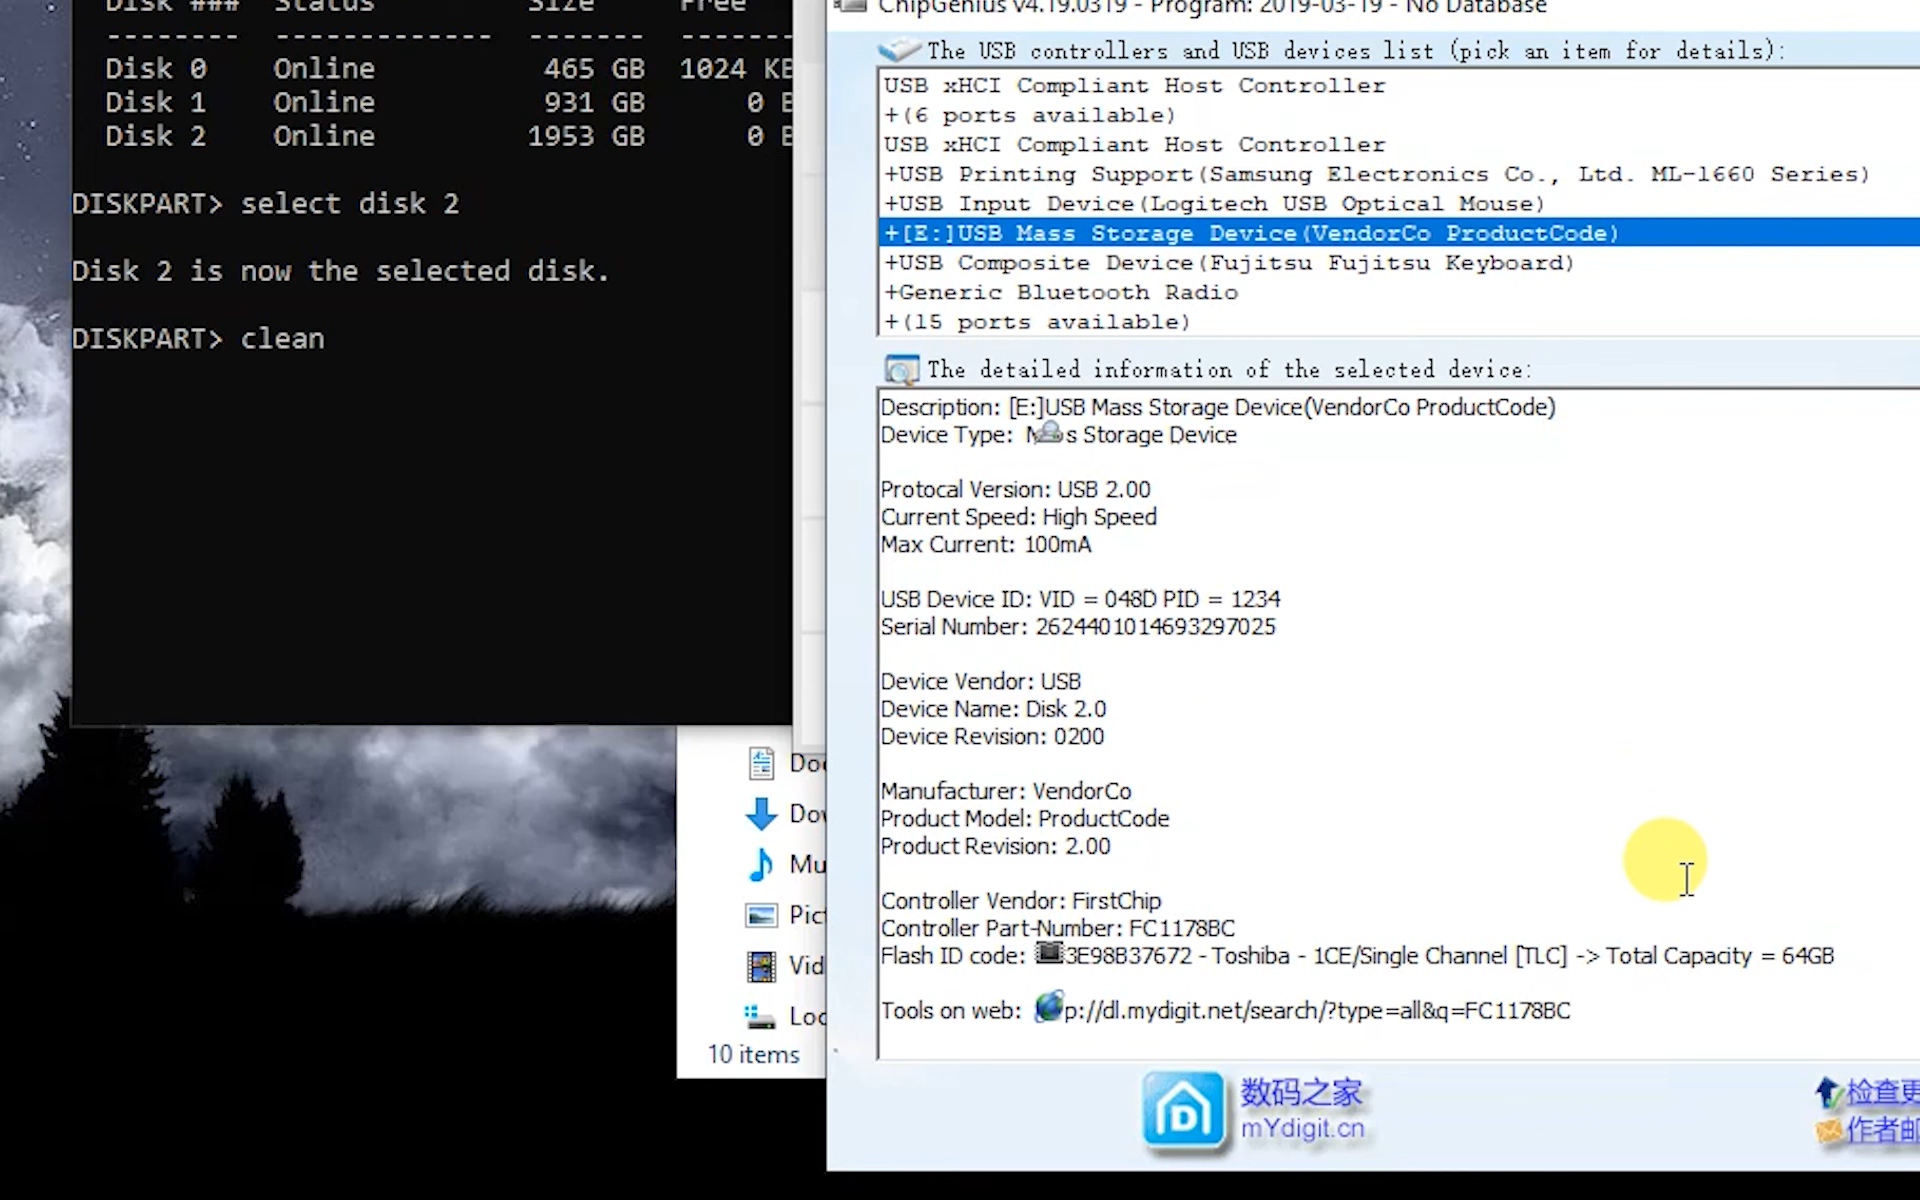 Disk ### Status Size Free
-------- ------------- ------- -------
Disk 0 Online 465 GB 1024 KB
Disk 1 Online 931 GB 0 B
Disk 2 Online 1953 GB 0 B
DISKPART> select disk 2
Disk 2 is now the selected disk.
DISKPART> clean
Doc
Dow
Mu
Pict
Vid
Loc
10 items
ChipGenius v4.19.0319 - Program: 2019-03-19 - No Database
The USB controllers and USB devices list (pick an item for details):
USB xHCI Compliant Host Controller
+(6 ports available)
USB xHCI Compliant Host Controller
+USB Printing Support(Samsung Electronics Co., Ltd. ML-1660 Series)
+USB Input Device(Logitech USB Optical Mouse)
+[E:]USB Mass Storage Device(VendorCo ProductCode)
+USB Composite Device(Fujitsu Fujitsu Keyboard)
+Generic Bluetooth Radio
+(15 ports available)
The detailed information of the selected device:
Description: [E:]USB Mass Storage Device(VendorCo ProductCode)
Device Type: M s Storage Device
Protocal Version: USB 2.00
Current Speed: High Speed
Max Current: 100mA
USB Device ID: VID = 048D PID = 1234
Serial Number: 2624401014693297025
Device Vendor: USB
Device Name: Disk 2.0
Device Revision: 0200
Manufacturer: VendorCo
Product Model: ProductCode
Product Revision: 2.00
Controller Vendor: FirstChip
Controller Part-Number: FC1178BC
Flash ID code: 3E98B37672 - Toshiba - 1CE/Single Channel [TLC] -> Total Capacity = 64GB
Tools on web: p://dl.mydigit.net/search/?type=all&q=FC1178BC
D
数码之家
mYdigit.cn
检查更
作者邮